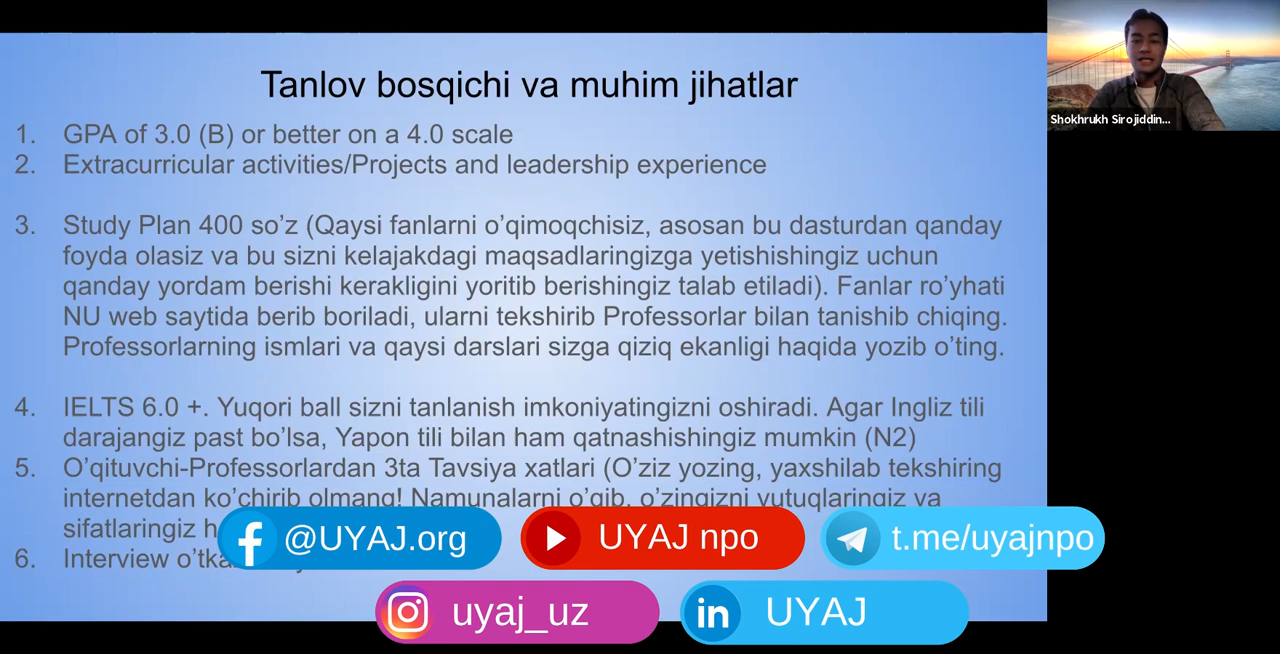 Tanlov bosqichi va muhim jihatlar
1. GPA of 3.0 (B) or better on a 4.0 scale
2. Extracurricular activities/Projects and leadership experience
3. Study Plan 400 so’z (Qaysi fanlarni o’qimoqchisiz, asosan bu dasturdan qanday
foyda olasiz va bu sizni kelajakdagi maqsadlaringizga yetishishingiz uchun
qanday yordam berishi kerakligini yoritib berishingiz talab etiladi). Fanlar ro’yhati
NU web saytida berib boriladi, ularni tekshirib Professorlar bilan tanishib chiqing.
Professorlarning ismlari va qaysi darslari sizga qiziq ekanligi haqida yozib o’ting.
4. IELTS 6.0 +. Yuqori ball sizni tanlanish imkoniyatingizni oshiradi. Agar Ingliz tili
darajangiz past bo’lsa, Yapon tili bilan ham qatnashishingiz mumkin (N2)
5. O’qituvchi-Professorlardan 3ta Tavsiya xatlari (O’ziz yozing, yaxshilab tekshiring
internetdan ko’chirib olmang! Namunalarni o’qib, o’zingizni yutuqlaringiz va
sifatlaringiz
6. Interview
Shokhrukh Sirojiddin...
@UYAJ.org
UYAJ npo
t.me/uyajnpo
uyaj_uz
in UYAJ